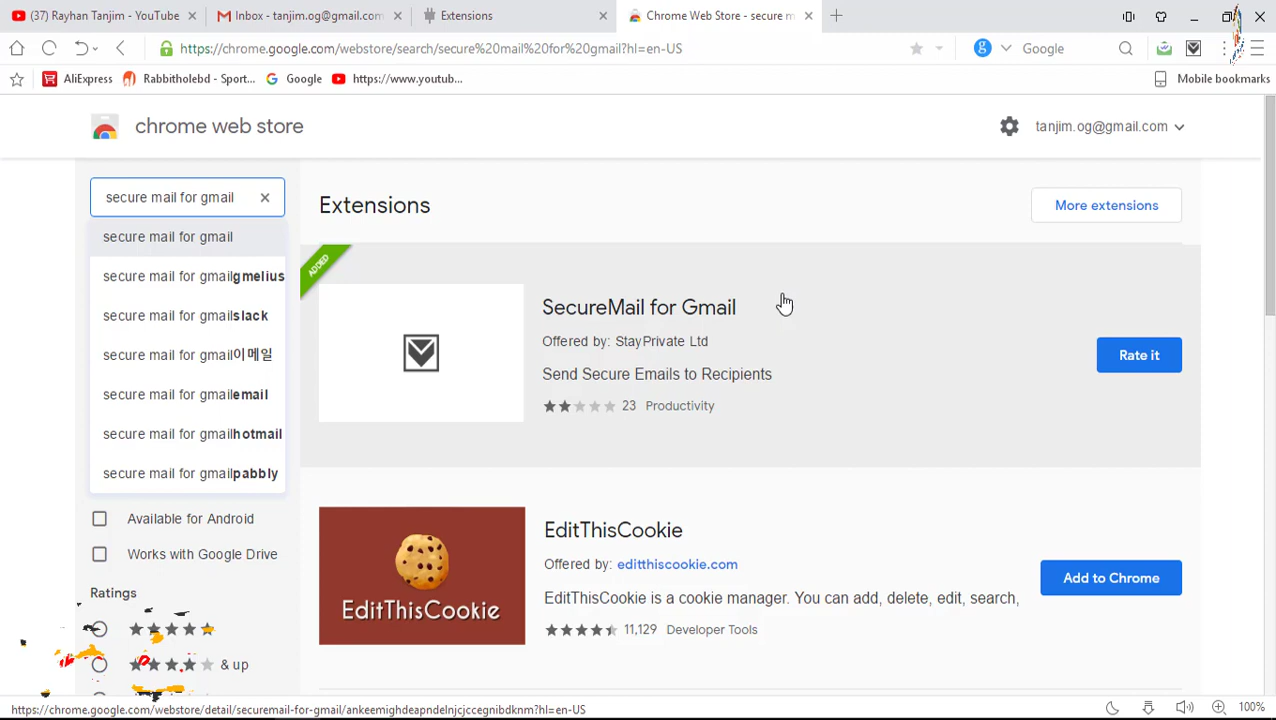 (37) Rayhan Tanjim - YouTube
Inbox - tanjim.og@gmail.com
Extensions
Chrome Web Store - secure m
https://chrome.google.com/webstore/search/secure%20mail%20for%20gmail?hl=en-US
g
Google
AliExpress
Rabbitholebd - Sport...
Google
https://www.youtub...
Mobile bookmarks
chrome web store
tanjim.og@gmail.com
secure mail for gmail
Extensions
More extensions
secure mail for gmail
secure mail for gmailgmelius
secure mail for gmailslack
secure mail for gmail이메일
secure mail for gmailemail
secure mail for gmailhotmail
secure mail for gmailpabbly
ADDED
SecureMail for Gmail
Offered by: StayPrivate Ltd
Send Secure Emails to Recipients
23 Productivity
Rate it
Available for Android
Works with Google Drive
Ratings
& up
EditThisCookie
EditThisCookie
Offered by: editthiscookie.com
EditThisCookie is a cookie manager. You can add, delete, edit, search,
11,129 Developer Tools
Add to Chrome
https://chrome.google.com/webstore/detail/securemail-for-gmail/ankeemighdeapndelnjcjccegnibdknm?hl=en-US
100%